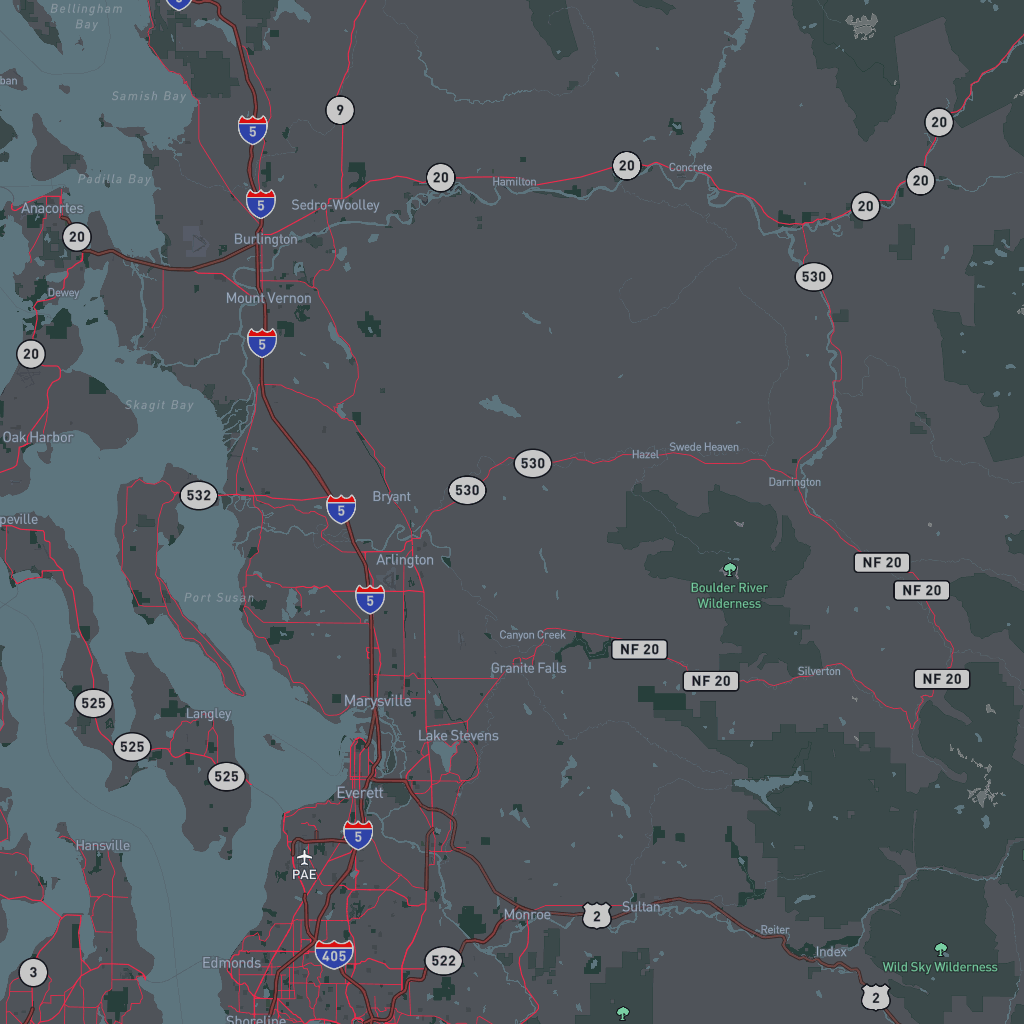 5
Bellingham
Bay
ban
Samish Bay
9
5
20
20
Concrete
20
Hamilton
Padilla Bay
20
5
Sedro-Woolley
20
Anacortes
20
Burlington
530
Dewey
Mount Vernon
5
20
Skagit Bay
Oak Harbor
Swede Heaven
Hazel
530
Darrington
530
532
Bryant
5
peville
Arlington
NF 20
Boulder River
Wilderness
NF 20
Port Susan
5
Canyon Creek
NF 20
Granite Falls
Silverton
NF 20
NF 20
Marysville
525
Langley
Lake Stevens
525
525
Everett
5
Hansville
PAE
Monroe
2
Sultan
Reiter
Index
405
Edmonds
522
Wild Sky Wilderness
3
2
Shoreline